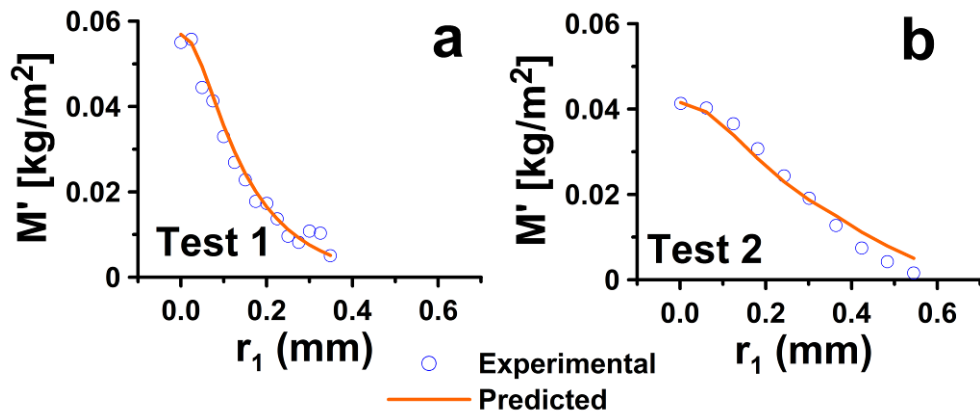 a
M' [kg/m²]
0.06
0.04
0.02
0
Test 1
0.0 0.2 0.4 0.6
r₁ (mm)
b
M' [kg/m²]
0.06
0.04
0.02
0
Test 2
0.0 0.2 0.4 0.6
r₁ (mm)
Experimental
Predicted